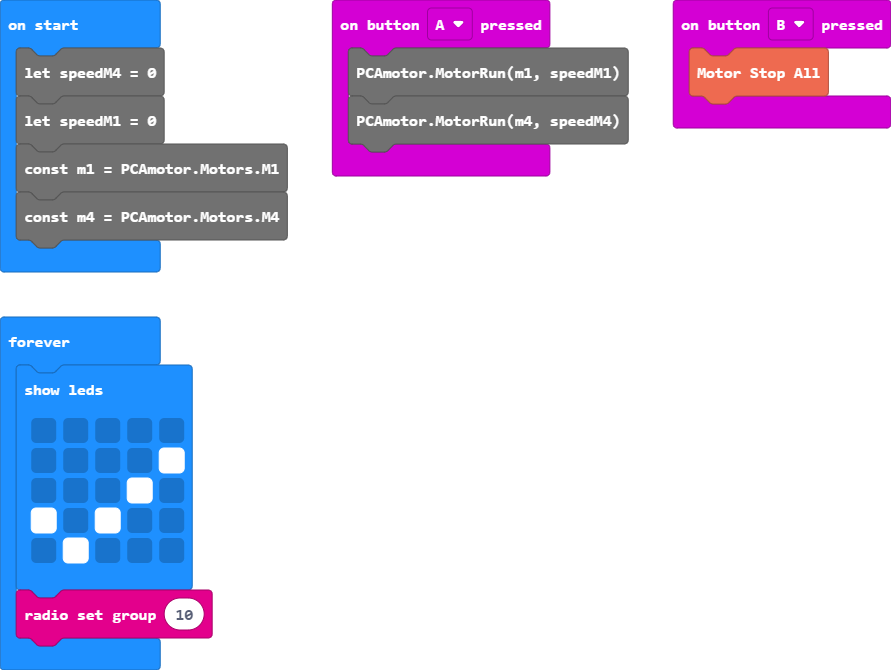 on start
let speedM4 = 0
let speedM1 = 0
const m1 = PCAmotor.Motors.M1
const m4 = PCAmotor.Motors.M4
on button A pressed
PCAmotor.MotorRun(m1, speedM1)
PCAmotor.MotorRun(m4, speedM4)
on button B pressed
Motor Stop All
forever
show leds
radio set group 10